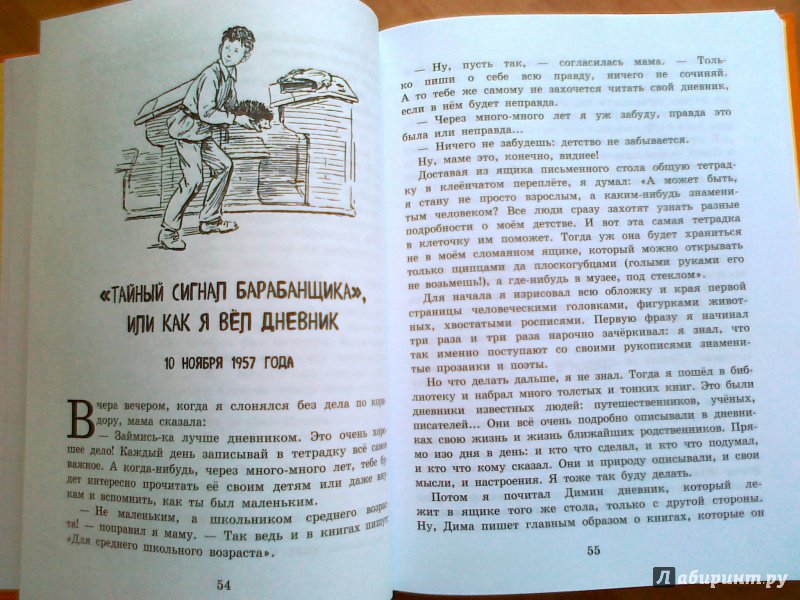 «ТАЙНЫЙ СИГНАЛ БАРАБАНЩИКА»,
ИЛИ КАК Я ВЁЛ ДНЕВНИК
10 НОЯБРЯ 1957 ГОДА
Вчера вечером, когда я слонялся без дела по кори-
дору, мама сказала:
— Займись-ка лучше дневником. Это очень хоро-
шее дело! Каждый день записывай в тетрадку всё самое
важное. А когда-нибудь, через много-много лет, тебе бу-
дет интересно прочитать её своим детям или даже вну-
кам и вспомнить, как ты был маленьким.
— Не маленьким, а школьником среднего возрас-
та! — поправил я маму. — Так ведь и в книгах пишут:
«Для среднего школьного возраста».
54
— Ну, пусть так, — согласилась мама. — Толь-
ко пиши о себе всю правду, ничего не сочиняй.
А то тебе же самому не захочется читать свой дневник,
если в нём будет неправда.
— Через много-много лет я уж забуду, правда это
была или неправда...
— Ничего не забудешь: детство не забывается.
Ну, маме это, конечно, виднее!
Доставая из ящика письменного стола общую тетрад-
ку в клеёнчатом переплёте, я думал: «А может быть,
я стану не просто взрослым, а каким-нибудь знамени-
тым человеком? Все люди сразу захотят узнать разные
подробности о моём детстве. И вот эта самая тетрадка
в клеточку им поможет. Тогда уж она будет храниться
не в моём сломанном ящике, который можно открывать
только щипцами да плоскогубцами (голыми руками его
не возьмёшь!), а где-нибудь в музее, под стеклом».
Для начала я изрисовал всю обложку и края первой
страницы человеческими головками, фигурками живот-
ных, хвостатыми росписями. Первую фразу я начинал
три раза и три раза нарочно зачёркивал: я знал, что
так именно поступают со своими рукописями знамени-
тые прозаики и поэты.
Но что делать дальше, я не знал. Тогда я пошёл в биб-
лиотеку и набрал много толстых и тонких книг. Это были
дневники известных людей: путешественников, учёных,
писателей... Они всё очень подробно описывали в дневни-
ках свою жизнь и жизнь ближайших родственников. Пря-
мо изо дня в день: и кто что сделал, и кто что подумал,
и кто что кому сказал. Они и природу описывали, и свои
мысли, и настроения. Я тоже так буду делать.
Потом я почитал Димин дневник, который ле-
жит в ящике того же стола, только с другой стороны.
Ну, Дима пишет главным образом о книгах, которые он
55
Лабиринт.ру